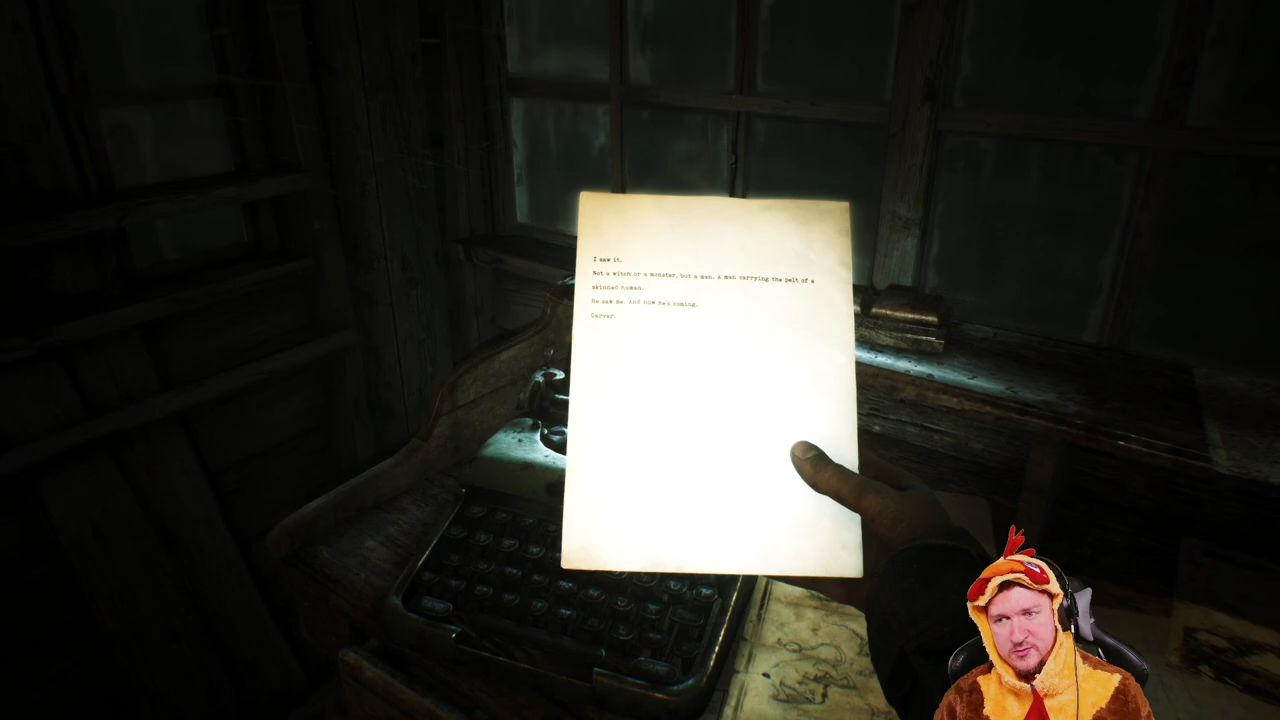 I saw it.
Not a witch or a monster, but a man. A man carrying the pelt of a
skinned human.
He saw me. and now he's coming.
Carver.